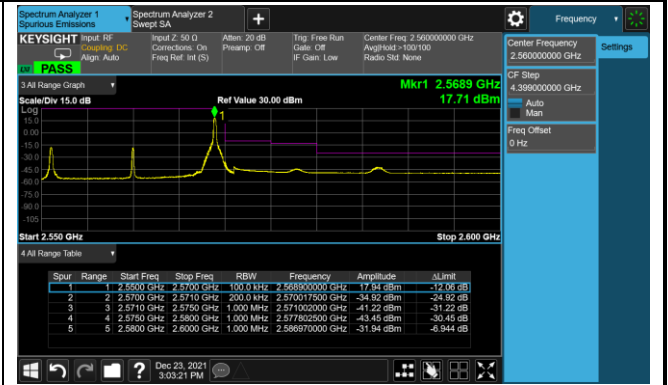 Spectrum Analyzer 1
Spurious Emissions
Spectrum Analyzer 2
Swept SA
+
Frequency
KEYSIGHT
Input: RF
Coupling: DC
Align: Auto
Input Z: 50 Ω
Corrections: On
Freq Ref: Int (S)
Atten: 20 dB
Preamp: Off
Trig: Free Run
Gate: Off
IF Gain: Low
Center Freq: 2.560000000 GHz
Avg|Hold:>100/100
Radio Std: None
PASS
Center Frequency
2.560000000 GHz
Settings
CF Step
4.399000000 GHz
Auto
Man
Freq Offset
0 Hz
3 All Range Graph
Mkr1 2.5689 GHz
Scale/Div 15.0 dB
Ref Value 30.00 dBm
17.71 dBm
Log
1
15.0
0.00
-15.0
-30.0
-45.0
-60.0
-75.0
-90.0
-105
Start 2.550 GHz
Stop 2.600 GHz
4 All Range Table
Spur Range Start Freq Stop Freq RBW Frequency Amplitude ΔLimit
1 1 2.5500 GHz 2.5700 GHz 100.0 kHz 2.568900000 GHz 17.94 dBm -12.06 dB
2 2 2.5700 GHz 2.5710 GHz 200.0 kHz 2.570017500 GHz -34.92 dBm -24.92 dB
3 3 2.5710 GHz 2.5750 GHz 1.000 MHz 2.571002000 GHz -41.22 dBm -31.22 dB
4 4 2.5750 GHz 2.5800 GHz 1.000 MHz 2.577802500 GHz -43.45 dBm -30.45 dB
5 5 2.5800 GHz 2.6000 GHz 1.000 MHz 2.586970000 GHz -31.94 dBm -6.944 dB
?
Dec 23, 2021
3:03:21 PM